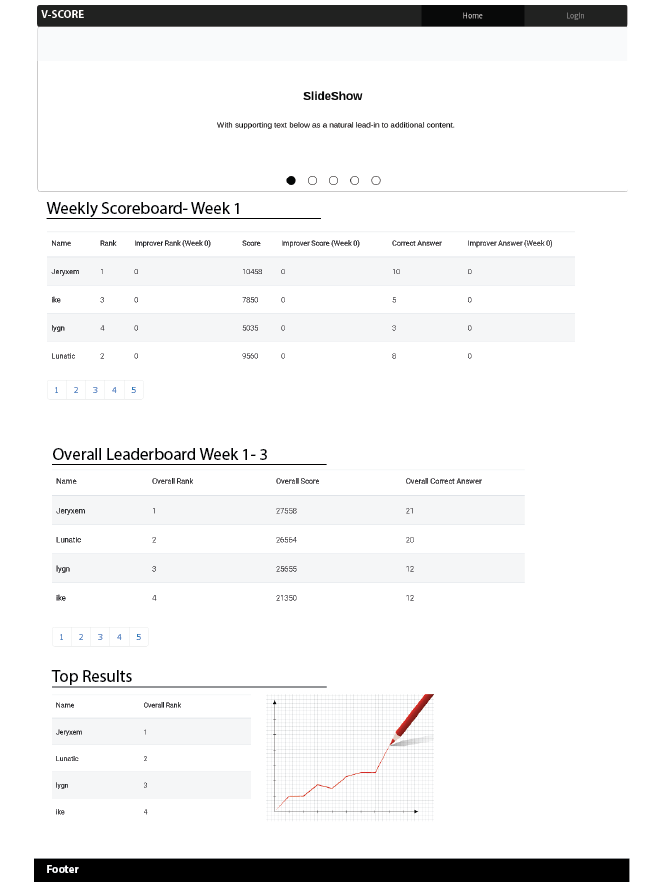 V-SCORE Home Login
SlideShow
With supporting text below as a natural lead-in to additional content.
Weekly Scoreboard- Week 1
Name Rank Improver Rank (Week 0) Score Improver Score (Week 0) Correct Answer Improver Answer (Week 0)
Jeryxem 1 0 10458 0 10 0
ike 3 0 7850 0 5 0
lygn 4 0 5035 0 3 0
Lunatic 2 0 9560 0 8 0
1 2 3 4 5
Overall Leaderboard Week 1- 3
Name Overall Rank Overall Score Overall Correct Answer
Jeryxem 1 27558 21
Lunatic 2 26564 20
lygn 3 25655 12
ike 4 21350 12
1 2 3 4 5
Top Results
Name Overall Rank
Jeryxem 1
Lunatic 2
lygn 3
ike 4
Footer